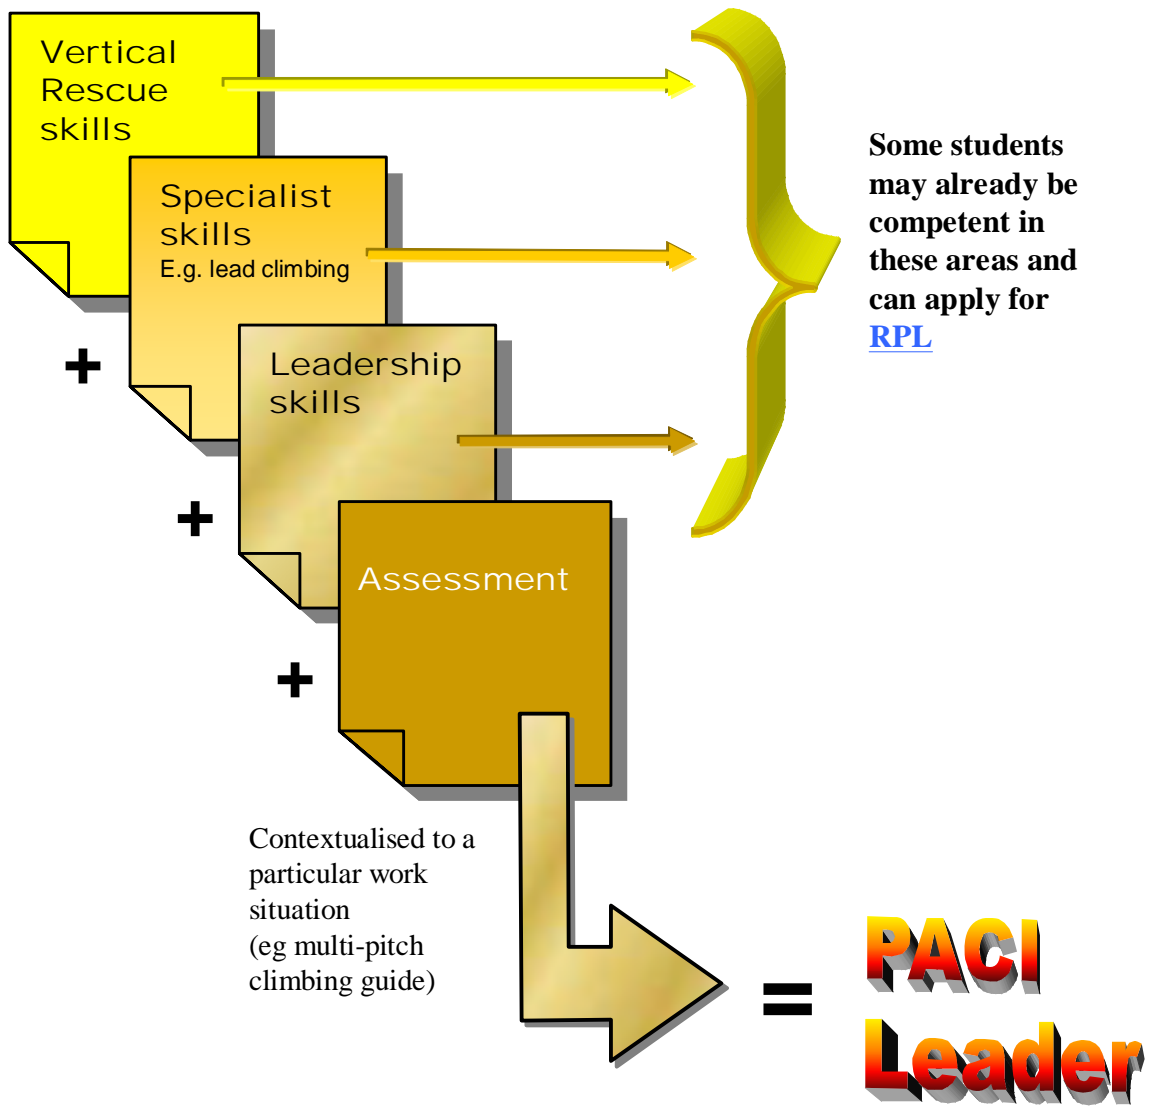 Vertical
Rescue
skills
Specialist
skills
E.g. lead climbing
Leadership
skills
Assessment
+
+
+
Some students
may already be
competent in
these areas and
can apply for
RPL
Contextualised to a
particular work
situation
(eg multi-pitch
climbing guide)
=
PACI
Leader